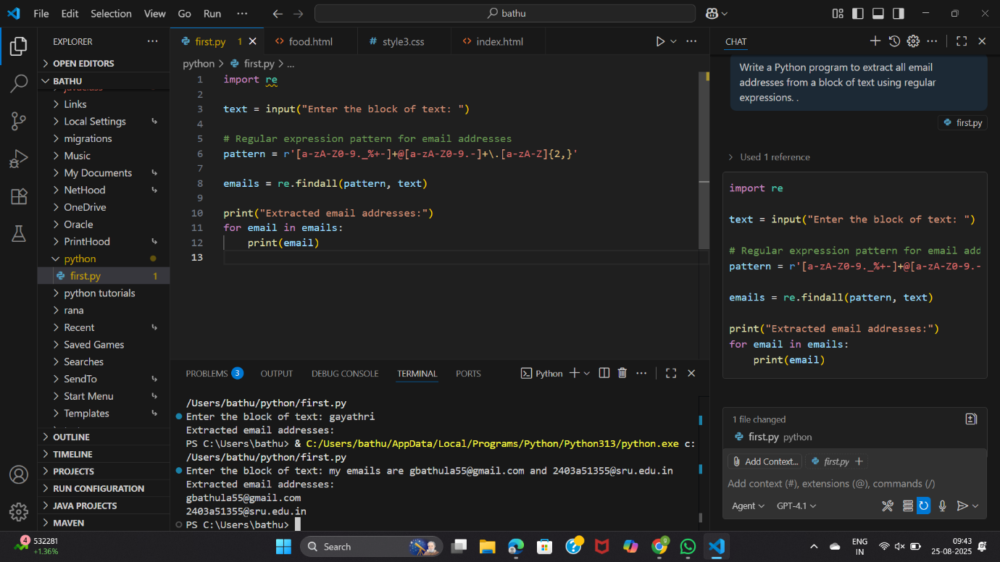 File Edit Selection View Go Run ... bathu
EXPLORER
OPEN EDITORS
BATHU
javaclass
Links
Local Settings
migrations
Music
My Documents
NetHood
OneDrive
Oracle
PrintHood
python
first.py 1
python tutorials
rana
Recent
Saved Games
Searches
SendTo
Start Menu
Templates
OUTLINE
TIMELINE
PROJECTS
RUN CONFIGURATION
JAVA PROJECTS
MAVEN
first.py 1 food.html # style3.css index.html
python > first.py > ...
1 import re
2
3 text = input("Enter the block of text: ")
4
5 # Regular expression pattern for email addresses
6 pattern = r'[a-zA-Z0-9._%+-]+@[a-zA-Z0-9.-]+\.[a-zA-Z]{2,}'
7
8 emails = re.findall(pattern, text)
9
10 print("Extracted email addresses:")
11 for email in emails:
12 print(email)
13
PROBLEMS 3 OUTPUT DEBUG CONSOLE TERMINAL PORTS Python
/Users/bathu/python/first.py
Enter the block of text: gayathri
Extracted email addresses:
PS C:\Users\bathu> & C:/Users/bathu/AppData/Local/Programs/Python/Python313/python.exe c:
/Users/bathu/python/first.py
Enter the block of text: my emails are gbathula55@gmail.com and 2403a51355@sru.edu.in
Extracted email addresses:
gbathula55@gmail.com
2403a51355@sru.edu.in
PS C:\Users\bathu>
CHAT
Write a Python program to extract all email
addresses from a block of text using regular
expressions. .
first.py
Used 1 reference
import re
text = input("Enter the block of text: ")
# Regular expression pattern for email add
pattern = r'[a-zA-Z0-9._%+-]+@[a-zA-Z0-9.-
emails = re.findall(pattern, text)
print("Extracted email addresses:")
for email in emails:
print(email)
1 file changed
first.py python
Add Context... first.py
Add context (#), extensions (@), commands (/)
Agent GPT-4.1
4 532281
+1.36%
Search
9
ENG
IN
09:43
25-08-2025